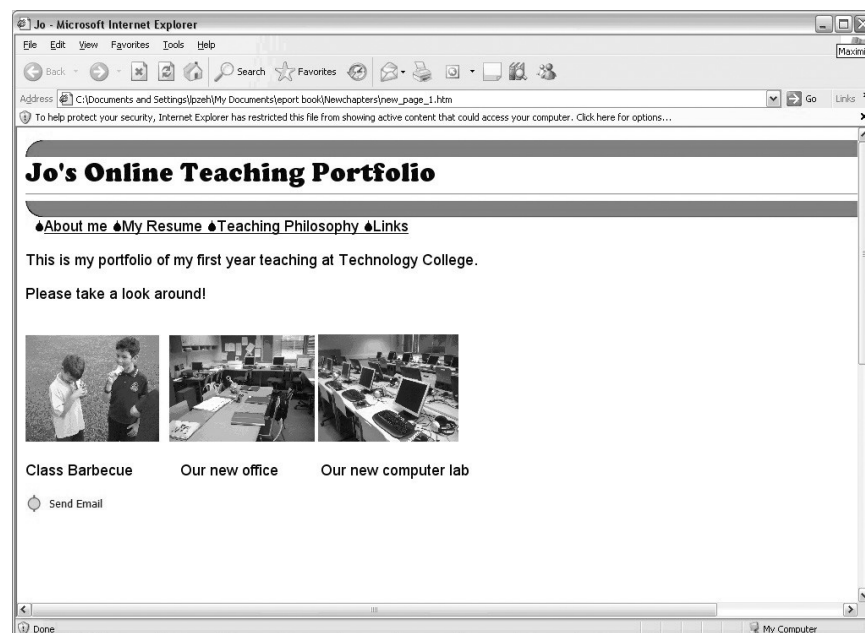 Jo - Microsoft Internet Explorer
File Edit View Favorites Tools Help
Maximi
Back Search Favorites
Address C:\Documents and Settings\lpzeh\My Documents\eport book\Newchapters\new_page_1.htm Go Links
To help protect your security, Internet Explorer has restricted this file from showing active content that could access your computer. Click here for options...
Jo's Online Teaching Portfolio
About me My Resume Teaching Philosophy Links
This is my portfolio of my first year teaching at Technology College.
Please take a look around!
Class Barbecue Our new office Our new computer lab
Send Email
Done My Computer